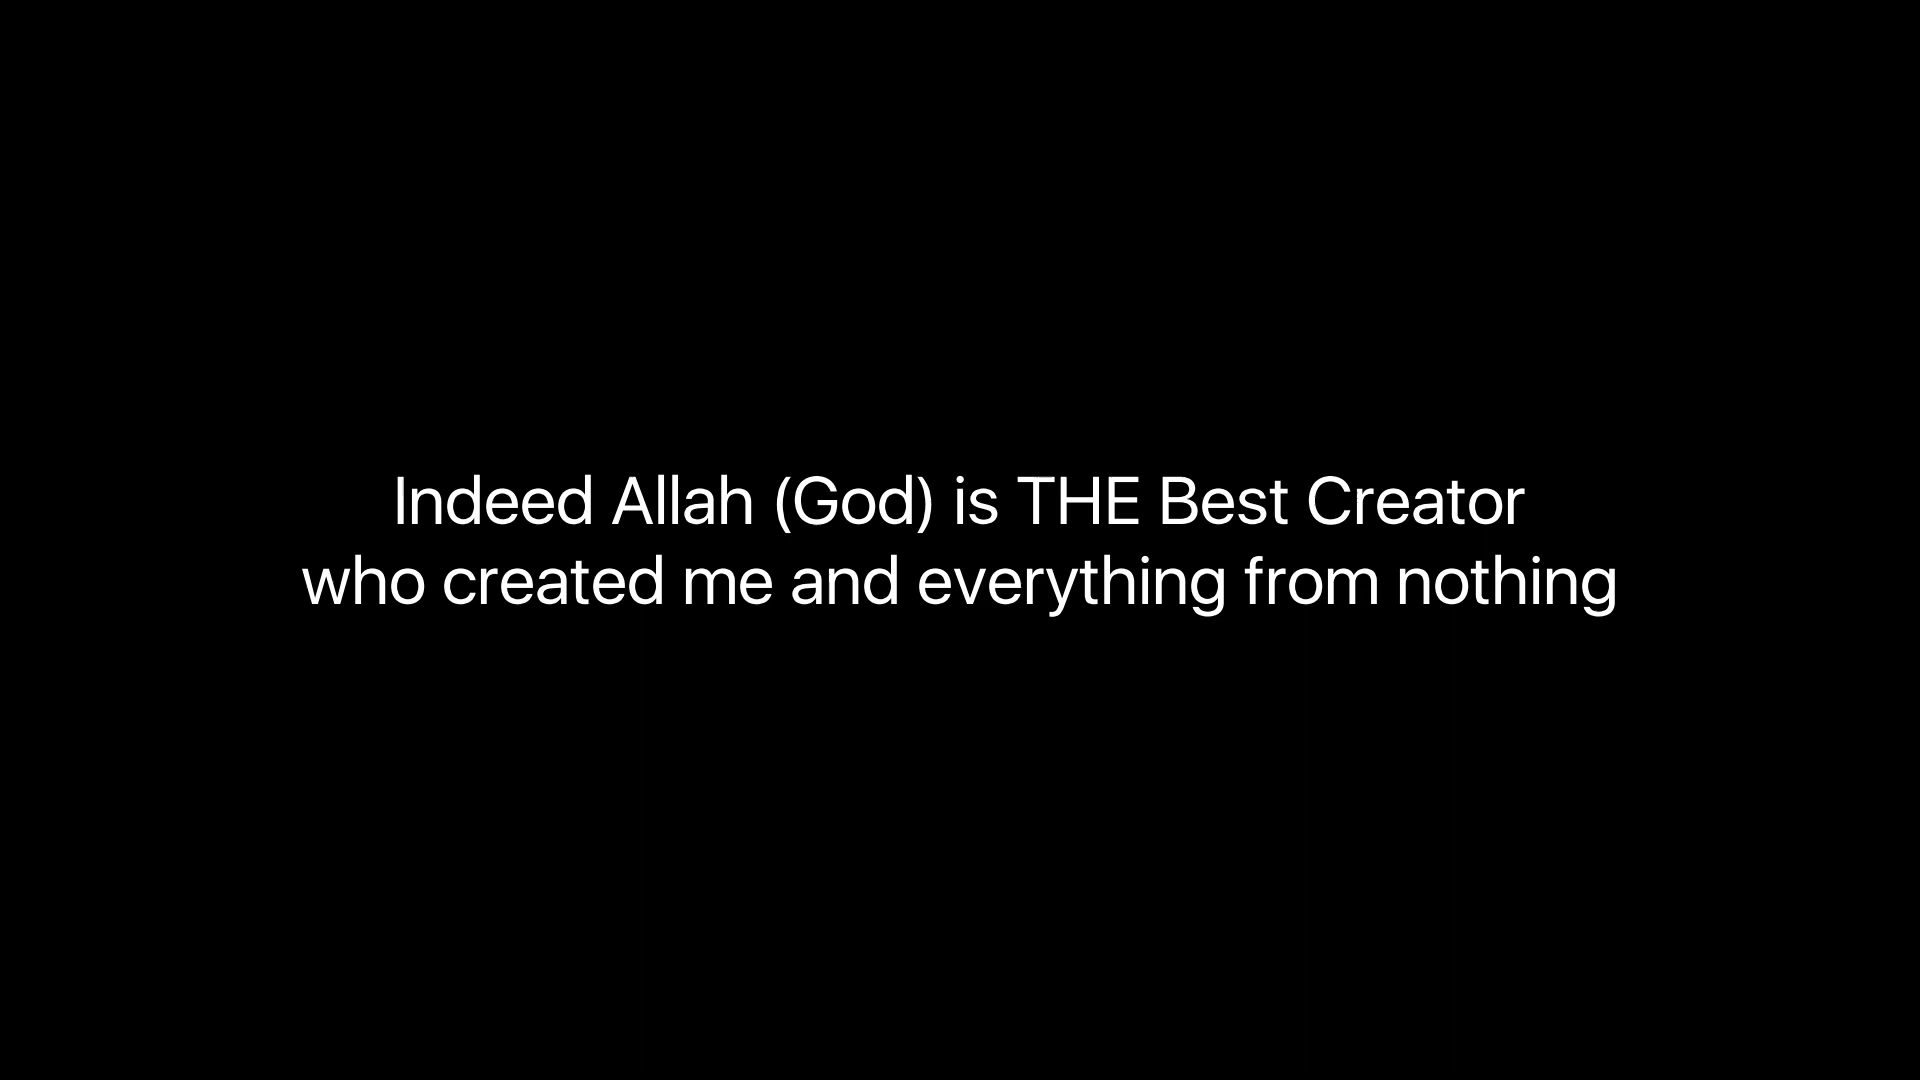 Indeed Allah (God) is THE Best Creator
who created me and everything from nothing